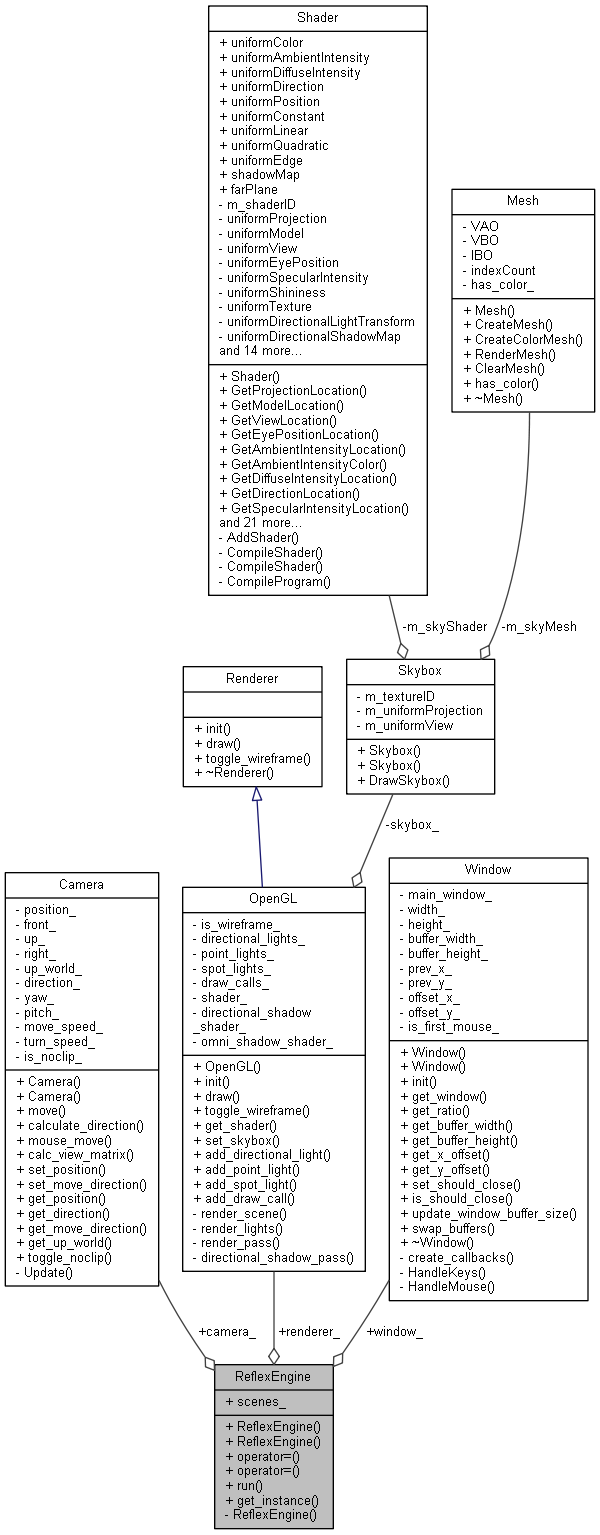 Shader
+ uniformColor
+ uniformAmbientIntensity
+ uniformDiffuseIntensity
+ uniformDirection
+ uniformPosition
+ uniformConstant
+ uniformLinear
+ uniformQuadratic
+ uniformEdge
+ shadowMap
+ farPlane
- m_shaderID
- uniformProjection
- uniformModel
- uniformView
- uniformEyePosition
- uniformSpecularIntensity
- uniformShininess
- uniformTexture
- uniformDirectionalLightTransform
- uniformDirectionalShadowMap
and 14 more...
+ Shader()
+ GetProjectionLocation()
+ GetModelLocation()
+ GetViewLocation()
+ GetEyePositionLocation()
+ GetAmbientIntensityLocation()
+ GetAmbientIntensityColor()
+ GetDiffuseIntensityLocation()
+ GetDirectionLocation()
+ GetSpecularIntensityLocation()
and 21 more...
- AddShader()
- CompileShader()
- CompileShader()
- CompileProgram()
Mesh
- VAO
- VBO
- IBO
- indexCount
- has_color_
+ Mesh()
+ CreateMesh()
+ CreateColorMesh()
+ RenderMesh()
+ ClearMesh()
+ has_color()
+ ~Mesh()
-m_skyShader
-m_skyMesh
Renderer
+ init()
+ draw()
+ toggle_wireframe()
+ ~Renderer()
Skybox
- m_textureID
- m_uniformProjection
- m_uniformView
+ Skybox()
+ Skybox()
+ DrawSkybox()
-skybox_
Camera
- position_
- front_
- up_
- right_
- up_world_
- direction_
- yaw_
- pitch_
- move_speed_
- turn_speed_
- is_noclip_
+ Camera()
+ Camera()
+ move()
+ calculate_direction()
+ mouse_move()
+ calc_view_matrix()
+ set_position()
+ set_move_direction()
+ get_position()
+ get_direction()
+ get_move_direction()
+ get_up_world()
+ toggle_noclip()
- Update()
OpenGL
- is_wireframe_
- directional_lights_
- point_lights_
- spot_lights_
- draw_calls_
- shader_
- directional_shadow
_shader_
- omni_shadow_shader_
+ OpenGL()
+ init()
+ draw()
+ toggle_wireframe()
+ get_shader()
+ set_skybox()
+ add_directional_light()
+ add_point_light()
+ add_spot_light()
+ add_draw_call()
- render_scene()
- render_lights()
- render_pass()
- directional_shadow_pass()
Window
- main_window_
- width_
- height_
- buffer_width_
- buffer_height_
- prev_x_
- prev_y_
- offset_x_
- offset_y_
- is_first_mouse_
+ Window()
+ Window()
+ init()
+ get_window()
+ get_ratio()
+ get_buffer_width()
+ get_buffer_height()
+ get_x_offset()
+ get_y_offset()
+ set_should_close()
+ is_should_close()
+ update_window_buffer_size()
+ swap_buffers()
+ ~Window()
- create_callbacks()
- HandleKeys()
- HandleMouse()
+camera_
+renderer_
+window_
ReflexEngine
+ scenes_
+ ReflexEngine()
+ ReflexEngine()
+ operator=()
+ operator=()
+ run()
+ get_instance()
- ReflexEngine()